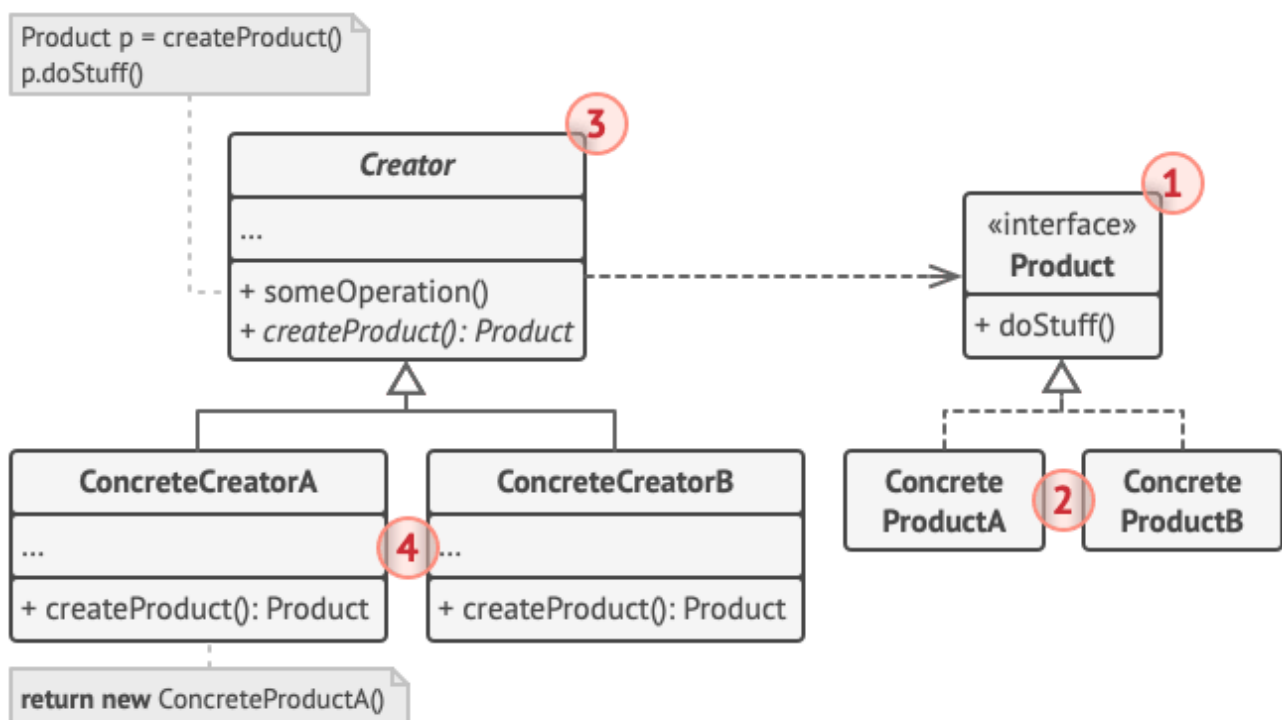 Product p = createProduct()
p.doStuff()
3
Creator
...
+ someOperation()
+ createProduct(): Product
1
«interface»
Product
+ doStuff()
ConcreteCreatorA
...
+ createProduct(): Product
4
ConcreteCreatorB
...
+ createProduct(): Product
Concrete
ProductA
2
Concrete
ProductB
return new ConcreteProductA()